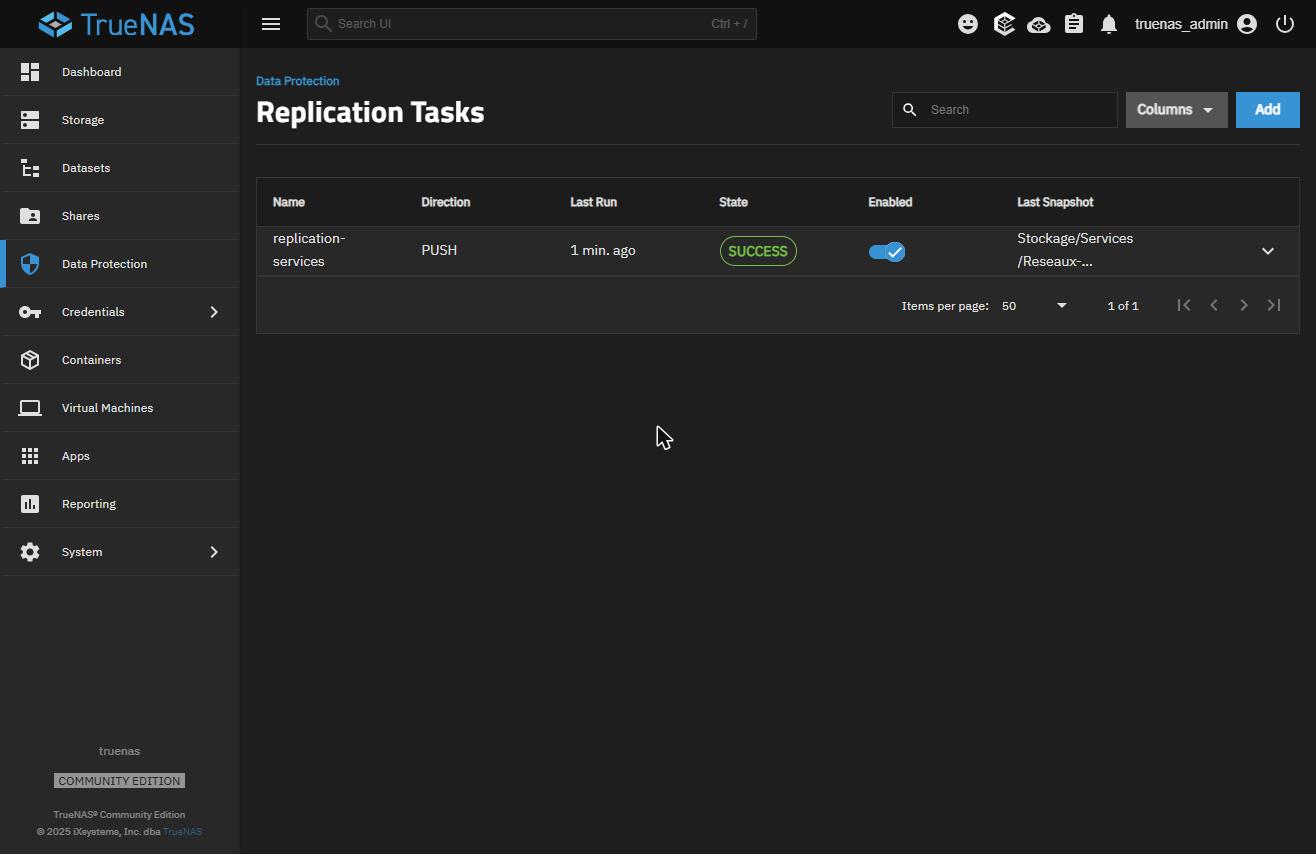 TrueNAS
Search UI
Ctrl + /
truenas_admin
Dashboard
Storage
Datasets
Shares
Data Protection
Credentials
Containers
Virtual Machines
Apps
Reporting
System
truenas
COMMUNITY EDITION
TrueNAS® Community Edition
© 2025 iXsystems, Inc. dba TrueNAS
Data Protection
Replication Tasks
Search
Columns
Add
Name Direction Last Run State Enabled Last Snapshot
replication-
services
PUSH
1 min. ago
SUCCESS
Stockage/Services
/Reseaux-...
Items per page: 50
1 of 1